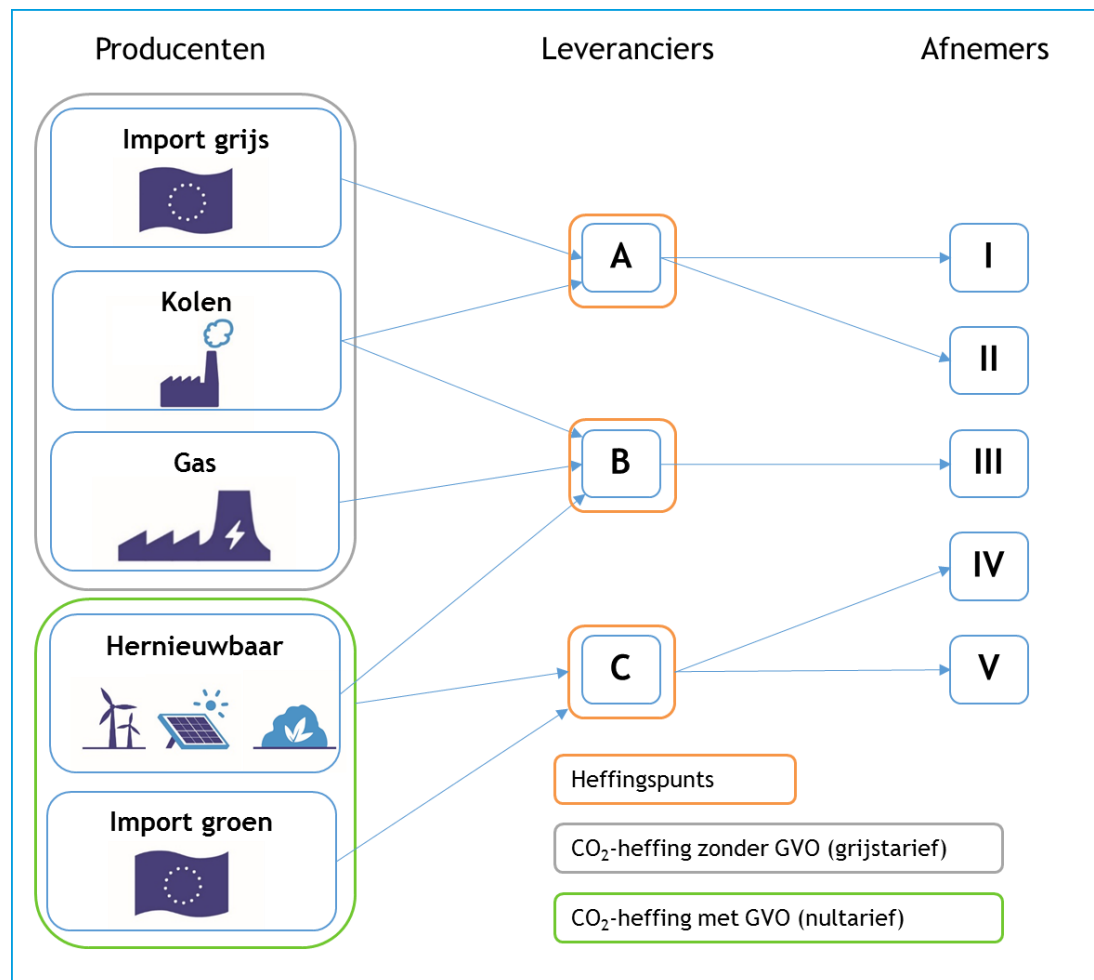 Producenten
Leveranciers
Afnemers
Import grijs
Kolen
Gas
Hernieuwbaar
Import groen
A
B
C
I
II
III
IV
V
Heffingspunts
CO₂-heffing zonder GVO (grijstarief)
CO₂-heffing met GVO (nultarief)